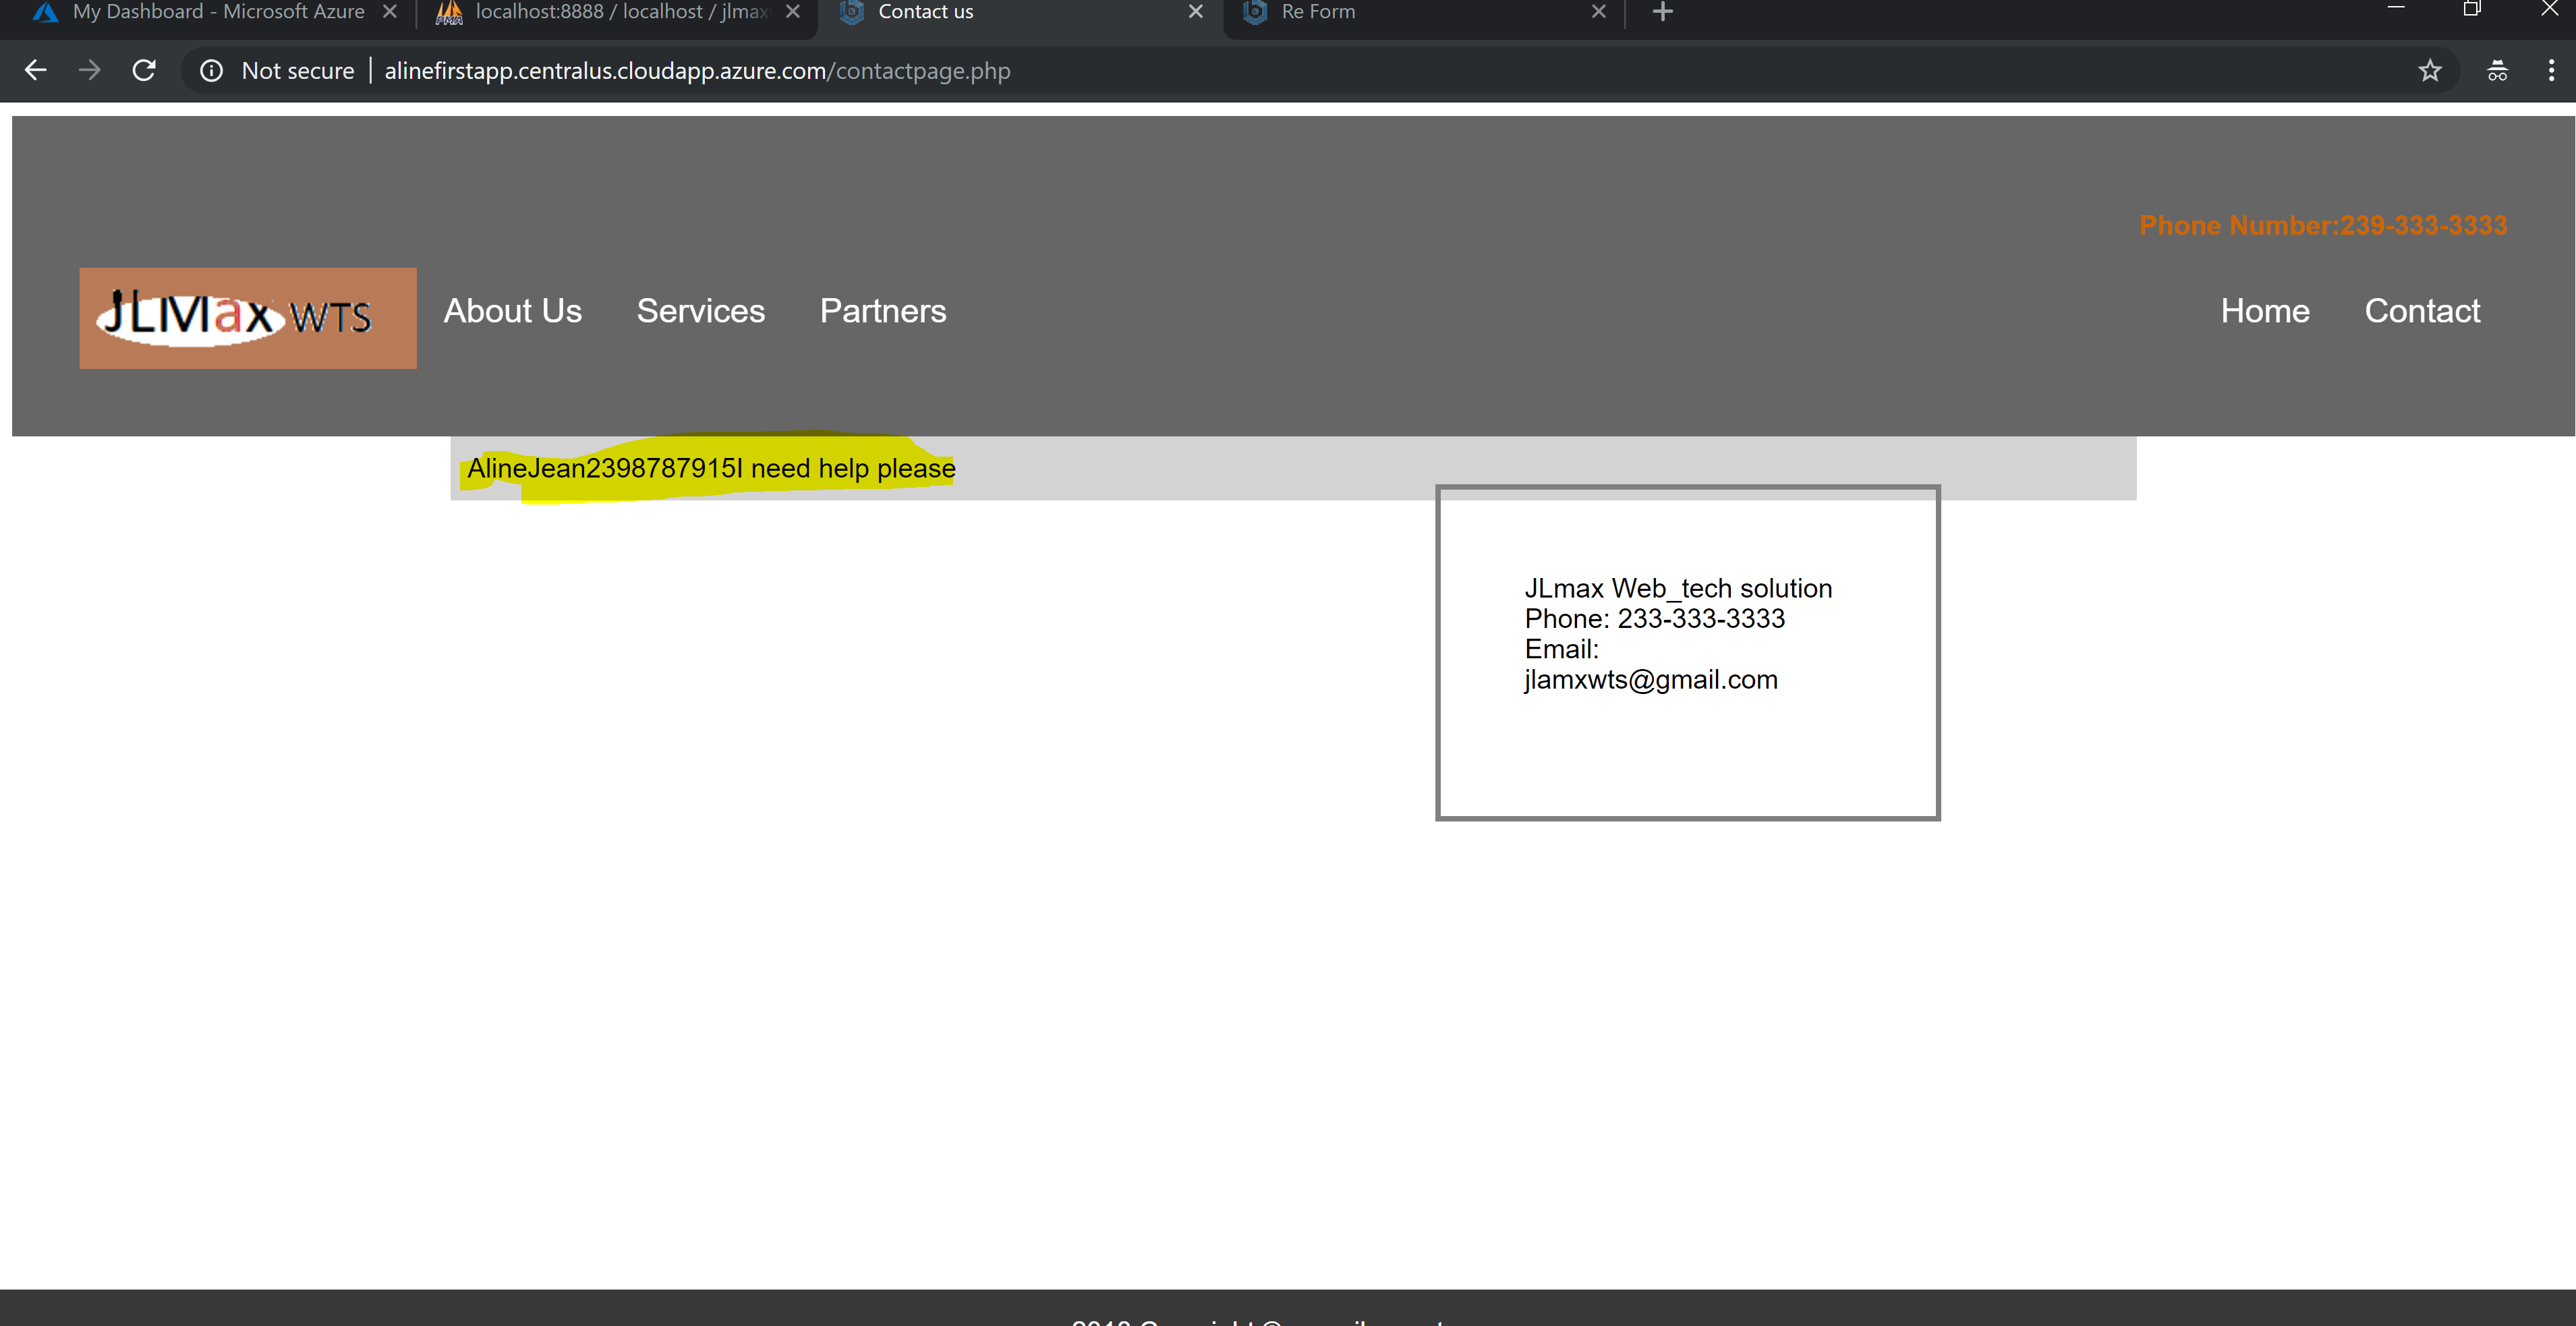 My Dashboard - Microsoft Azure
localhost:8888 / localhost / jlmax
Contact us
Re Form
Not secure
alinefirstapp.centralus.cloudapp.azure.com/contactpage.php
Phone Number:239-333-3333
JLMax WTS
About Us
Services
Partners
Home
Contact
AlineJean2398787915I need help please
JLmax Web_tech solution
Phone: 233-333-3333
Email:
jlamxwts@gmail.com